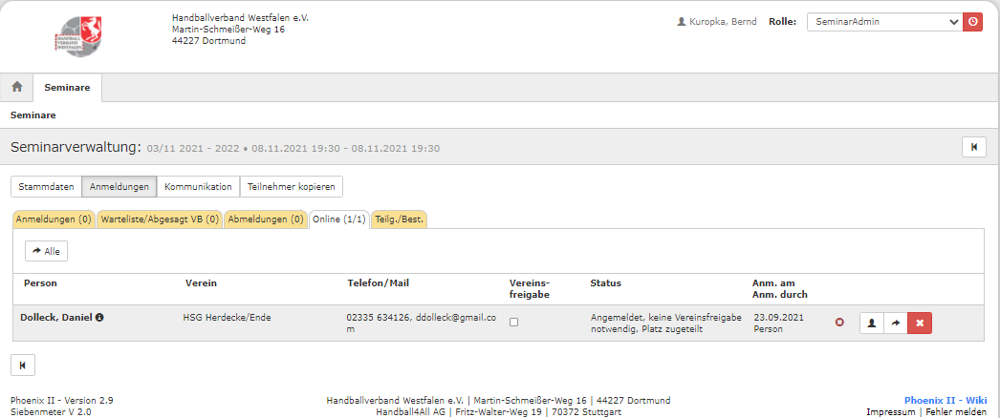 HANDBALL
VERBAND
WESTFALEN
Handballverband Westfalen e.V.
Martin-Schmeißer-Weg 16
44227 Dortmund
Kuropka, Bernd Rolle: SeminarAdmin
Seminare
Seminare
Seminarverwaltung: 03/11 2021 - 2022 • 08.11.2021 19:30 - 08.11.2021 19:30
Stammdaten Anmeldungen Kommunikation Teilnehmer kopieren
Anmeldungen (0) Warteliste/Abgesagt VB (0) Abmeldungen (0) Online (1/1) Teilg./Best.
Alle
Person Verein Telefon/Mail Vereins- Status Anm. am
freigabe Anm. durch
Dolleck, Daniel HSG Herdecke/Ende 02335 634126, ddolleck@gmail.co Angemeldet, keine Vereinsfreigabe 23.09.2021
m notwendig, Platz zugeteilt Person
Phoenix II - Version 2.9 Handballverband Westfalen e.V. | Martin-Schmeißer-Weg 16 | 44227 Dortmund Phoenix II - Wiki
Siebenmeter V 2.0 Handball4All AG | Fritz-Walter-Weg 19 | 70372 Stuttgart Impressum | Fehler melden